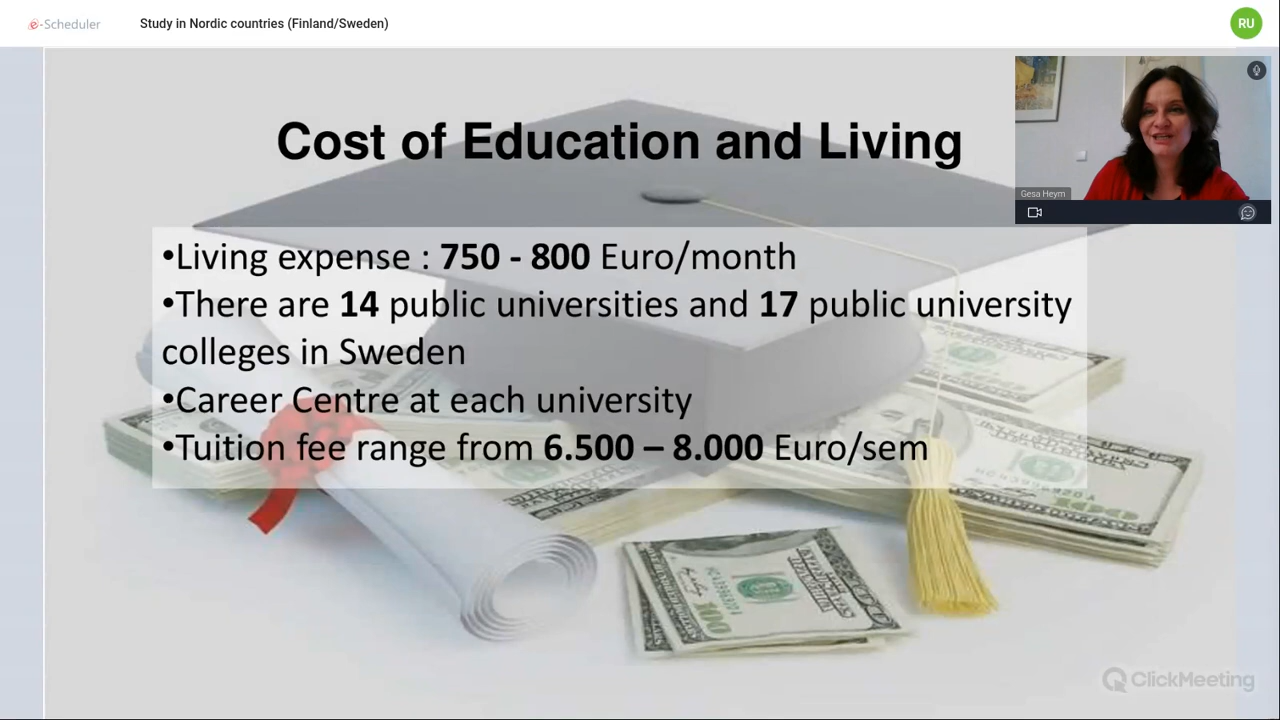 e-Scheduler
Study in Nordic countries (Finland/Sweden)
RU
Gesa Heym
Cost of Education and Living
•Living expense : 750 - 800 Euro/month
•There are 14 public universities and 17 public university
colleges in Sweden
•Career Centre at each university
•Tuition fee range from 6.500 – 8.000 Euro/sem
100
ClickMeeting